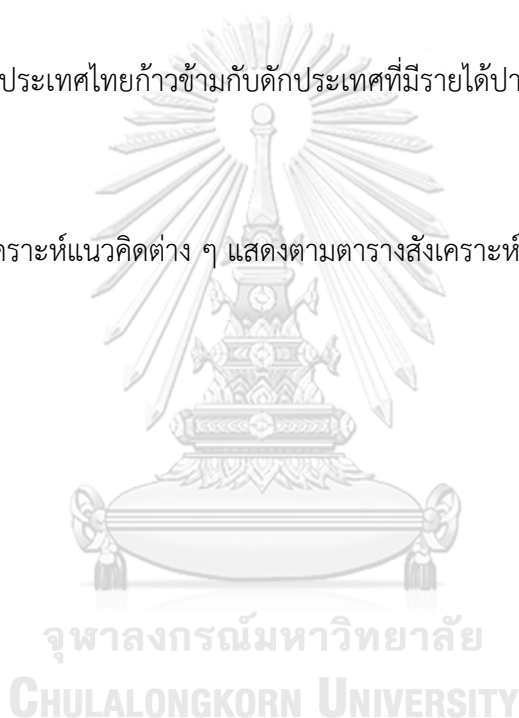 ประเทศไทยก้าวข้ามกับดักประเทศที่มีรายได้ปา
คราะห์แนวคิดต่าง ๆ แสดงตามตารางสังเคราะห์
จุฬาลงกรณ์มหาวิทยาลัย
CHULALONGKORN UNIVERSITY